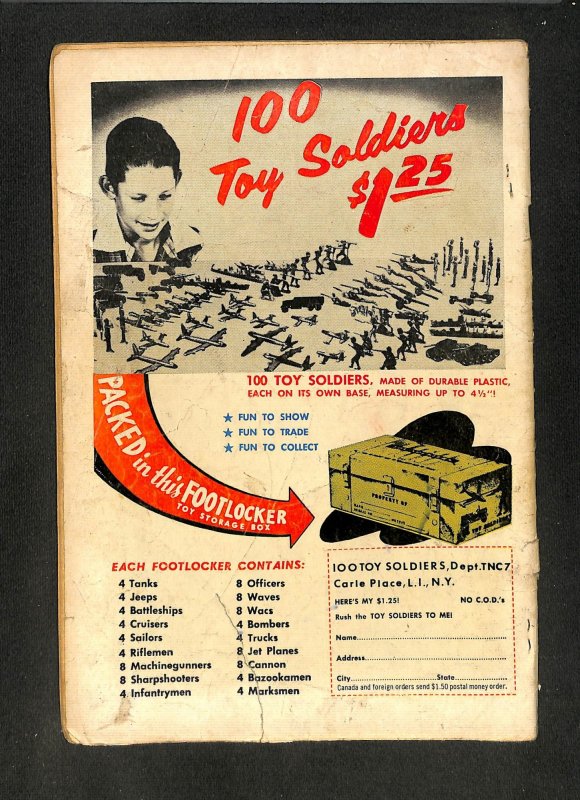 100
Toy Soldiers
$1.25
100 TOY SOLDIERS, MADE OF DURABLE PLASTIC,
EACH ON ITS OWN BASE, MEASURING UP TO 4½"!
★ FUN TO SHOW
★ FUN TO TRADE
★ FUN TO COLLECT
PACKED in this FOOTLOCKER
TOY STORAGE BOX
PROPERTY OF
TOY SOLDIERS
EACH FOOTLOCKER CONTAINS:
4 Tanks
4 Jeeps
4 Battleships
4 Cruisers
4 Sailors
4 Riflemen
8 Machinegunners
8 Sharpshooters
4 Infantrymen
8 Officers
8 Waves
8 Wacs
4 Bombers
4 Trucks
8 Jet Planes
8 Cannon
4 Bazookamen
4 Marksmen
100 TOY SOLDIERS, Dept. TNC7
Carle Place, L.I., N.Y.
HERE'S MY $1.25! NO C.O.D.'s
Rush the TOY SOLDIERS TO ME!
Name
Address
City State
Canada and foreign orders send $1.50 postal money order.